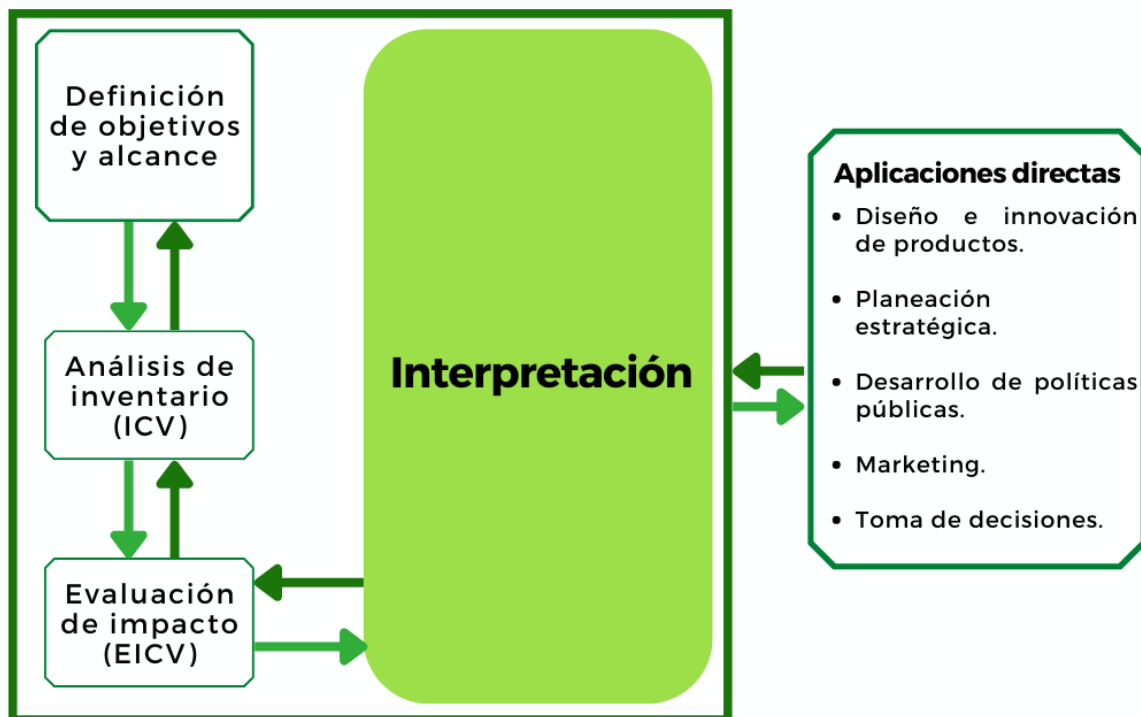 Definición
de objetivos
y alcance
Análisis de
inventario
(ICV)
Evaluación
de impacto
(EICV)
Interpretación
Aplicaciones directas
• Diseño e innovación
de productos.
• Planeación
estratégica.
• Desarrollo de políticas
públicas.
• Marketing.
• Toma de decisiones.